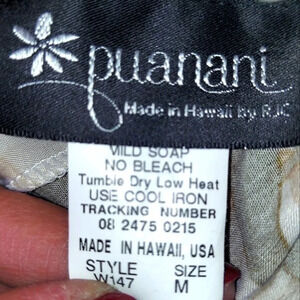 puanani
Made in Hawaii by RJC
MILD SOAP
NO BLEACH
Tumble Dry Low Heat
USE COOL IRON
TRACKING NUMBER
08 2475 0215
MADE IN HAWAII, USA
STYLE SIZE
W147 M